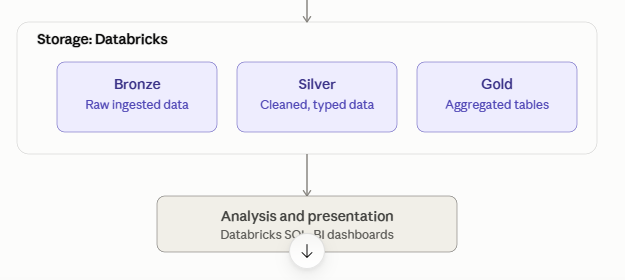 Storage: Databricks
Bronze
Raw ingested data
Silver
Cleaned, typed data
Gold
Aggregated tables
Analysis and presentation
Databricks BI dashboards